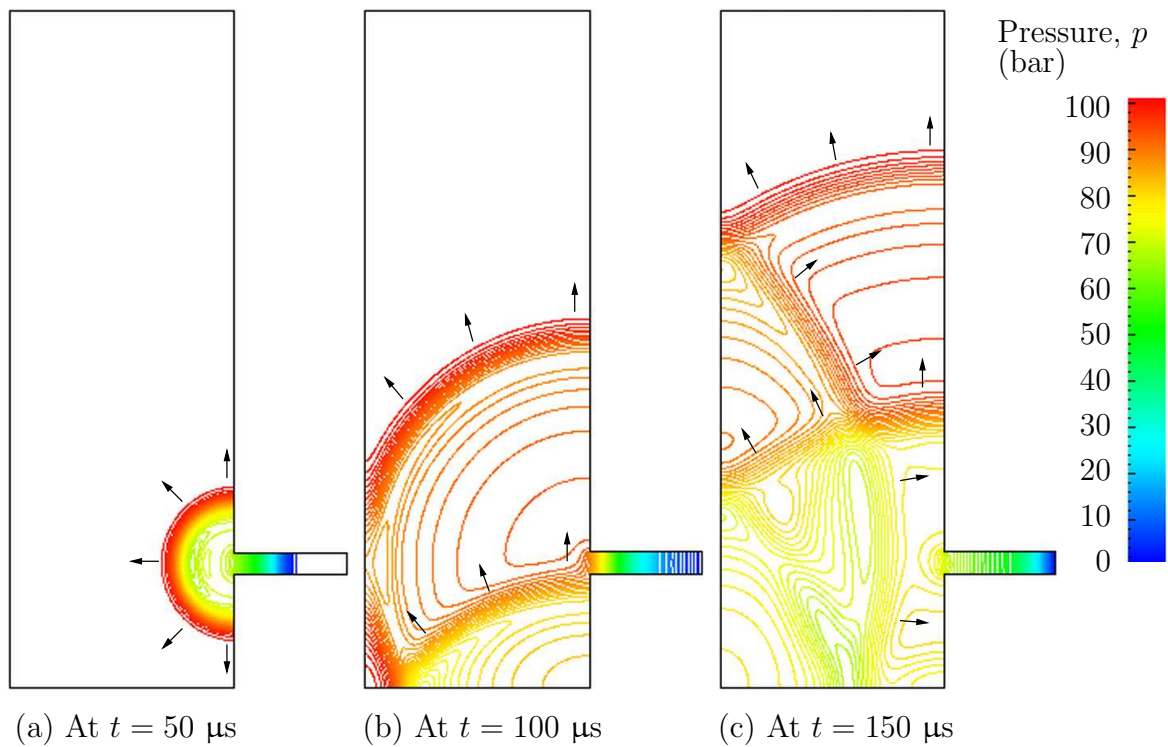 Pressure, p
(bar)
100
90
80
70
60
50
40
30
20
10
0
(a) At t = 50 μs
(b) At t = 100 μs
(c) At t = 150 μs